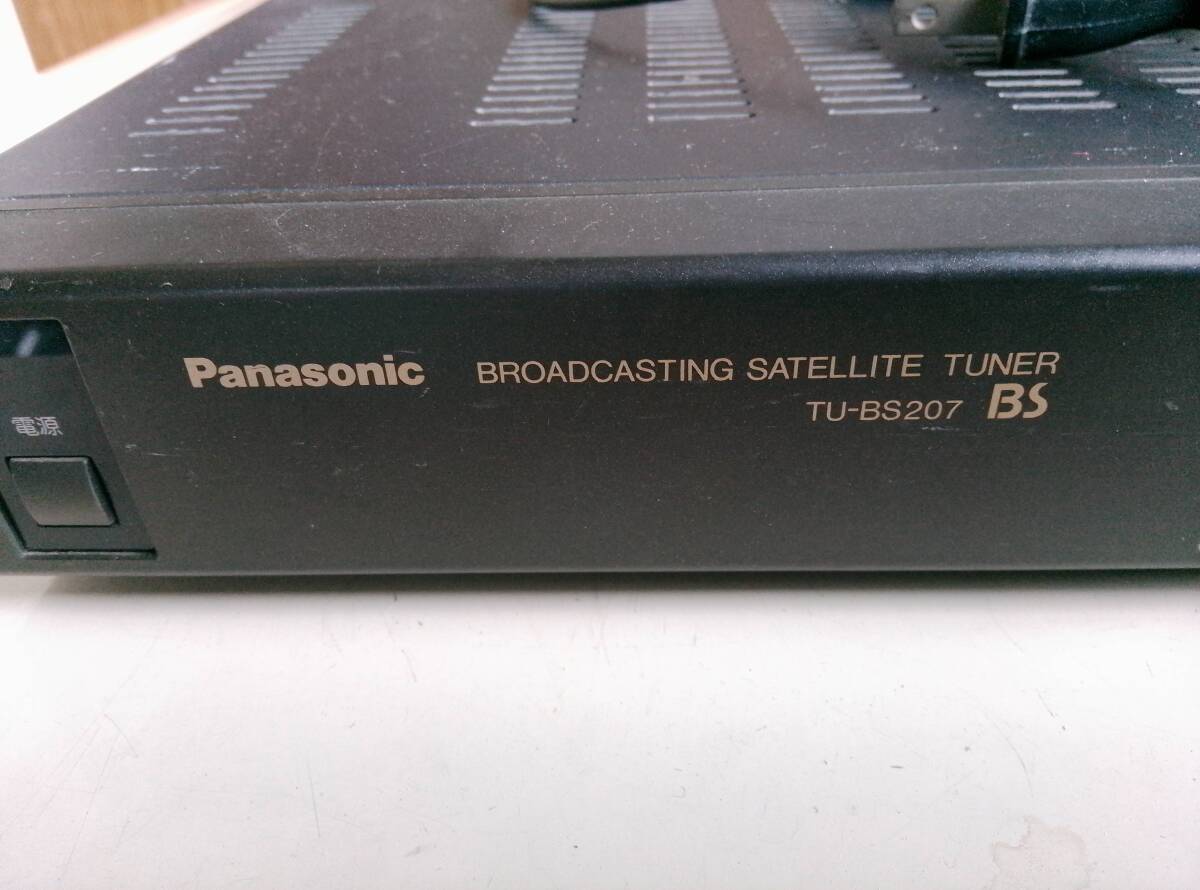 Panasonic BROADCASTING SATELLITE TUNER
TU-BS207 BS
電源